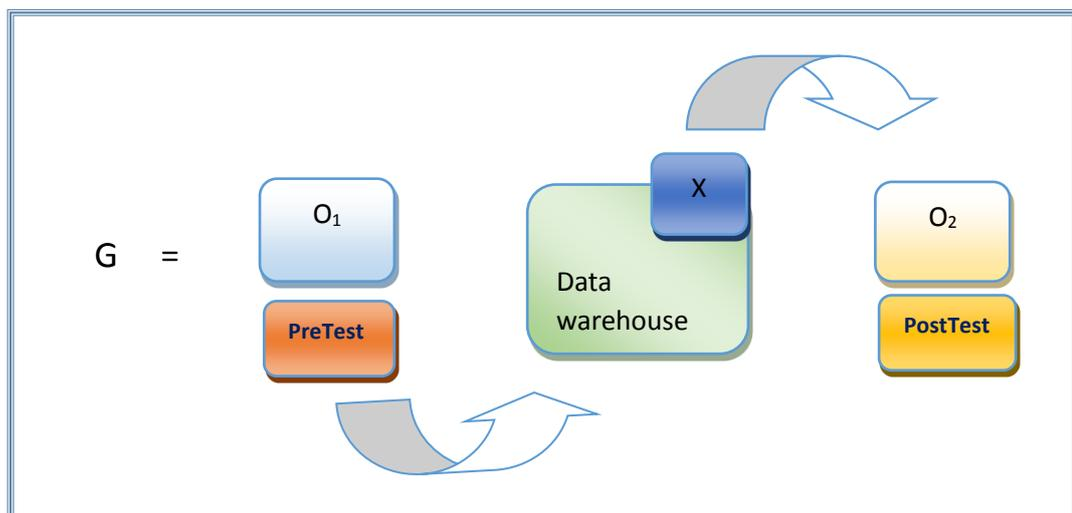 G =
O₁
PreTest
X
Data
warehouse
O₂
PostTest